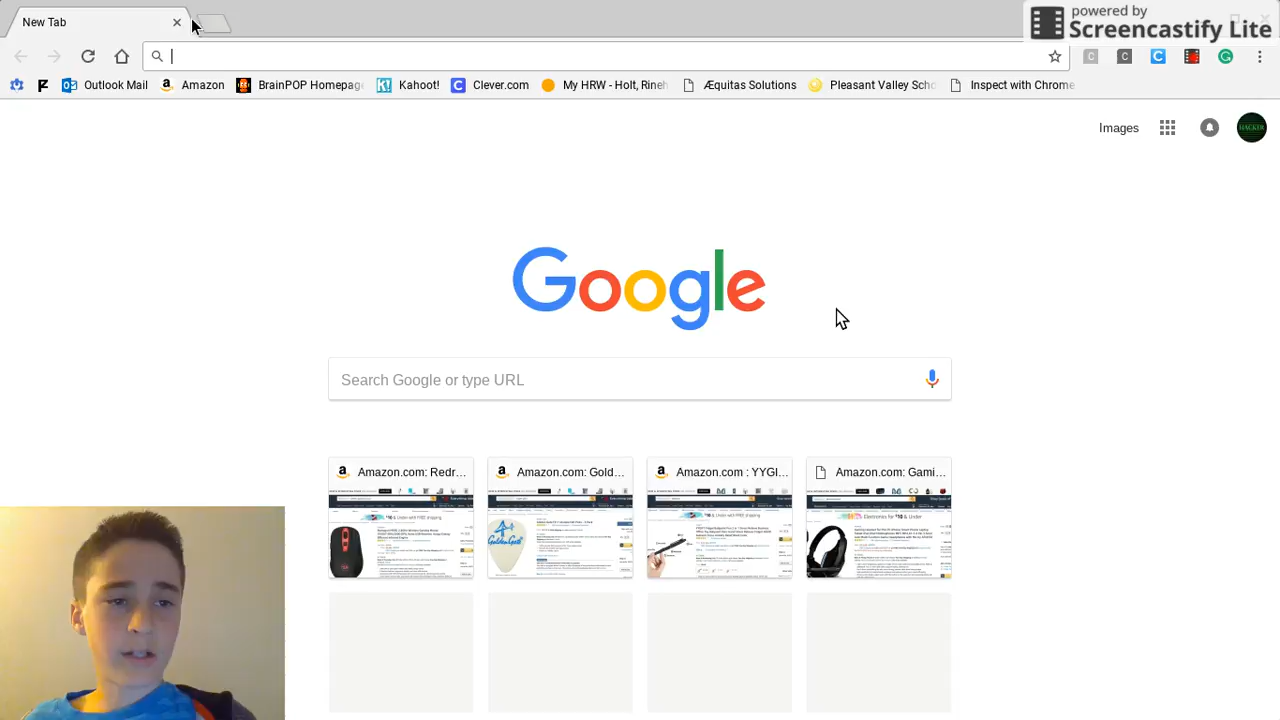 New Tab
powered by
Screencastify Lite
Outlook Mail
Amazon
BrainPOP Homepag
Kahoot!
Clever.com
My HRW - Holt, Rineh
Æquitas Solutions
Pleasant Valley Scho
Inspect with Chrome
Images
HACKER
Google
Search Google or type URL
Amazon.com: Redr...
Amazon.com: Gold...
Amazon.com : YYGI...
Amazon.com: Gami...